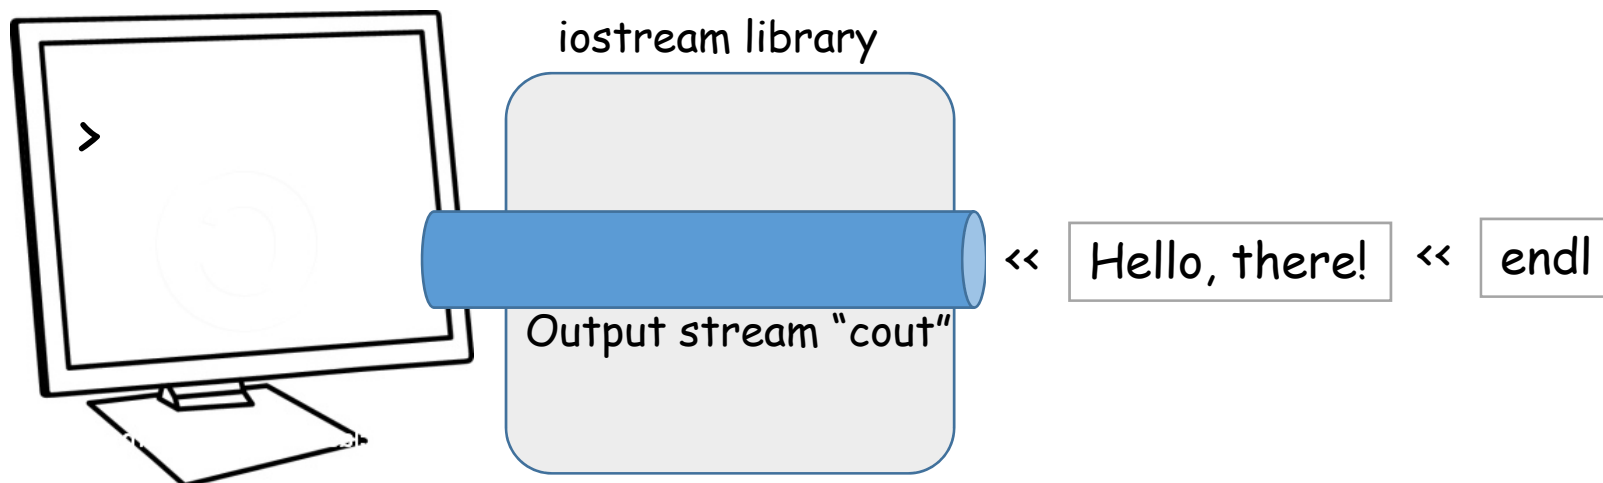 iostream library
>
<< Hello, there! << endl
Output stream “cout”